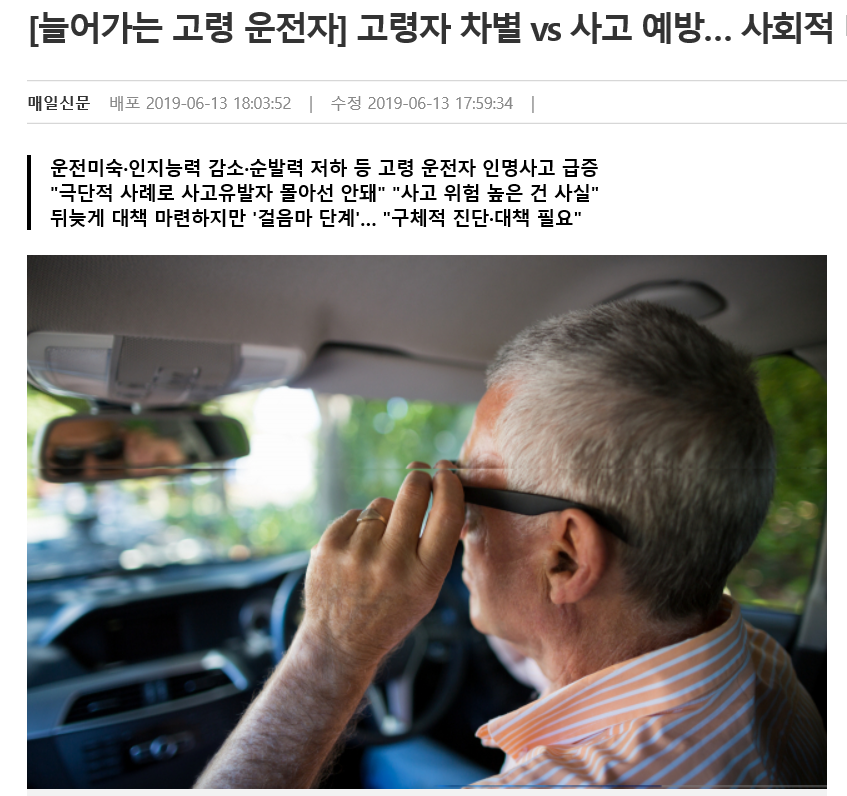 [늘어가는 고령 운전자] 고령자 차별 vs 사고 예방… 사회적
매일신문 배포 2019-06-13 18:03:52 | 수정 2019-06-13 17:59:34 |
운전미숙·인지능력 감소·순발력 저하 등 고령 운전자 인명사고 급증
"극단적 사례로 사고유발자 몰아선 안돼" "사고 위험 높은 건 사실"
뒤늦게 대책 마련하지만 '걸음마 단계'… "구체적 진단·대책 필요"